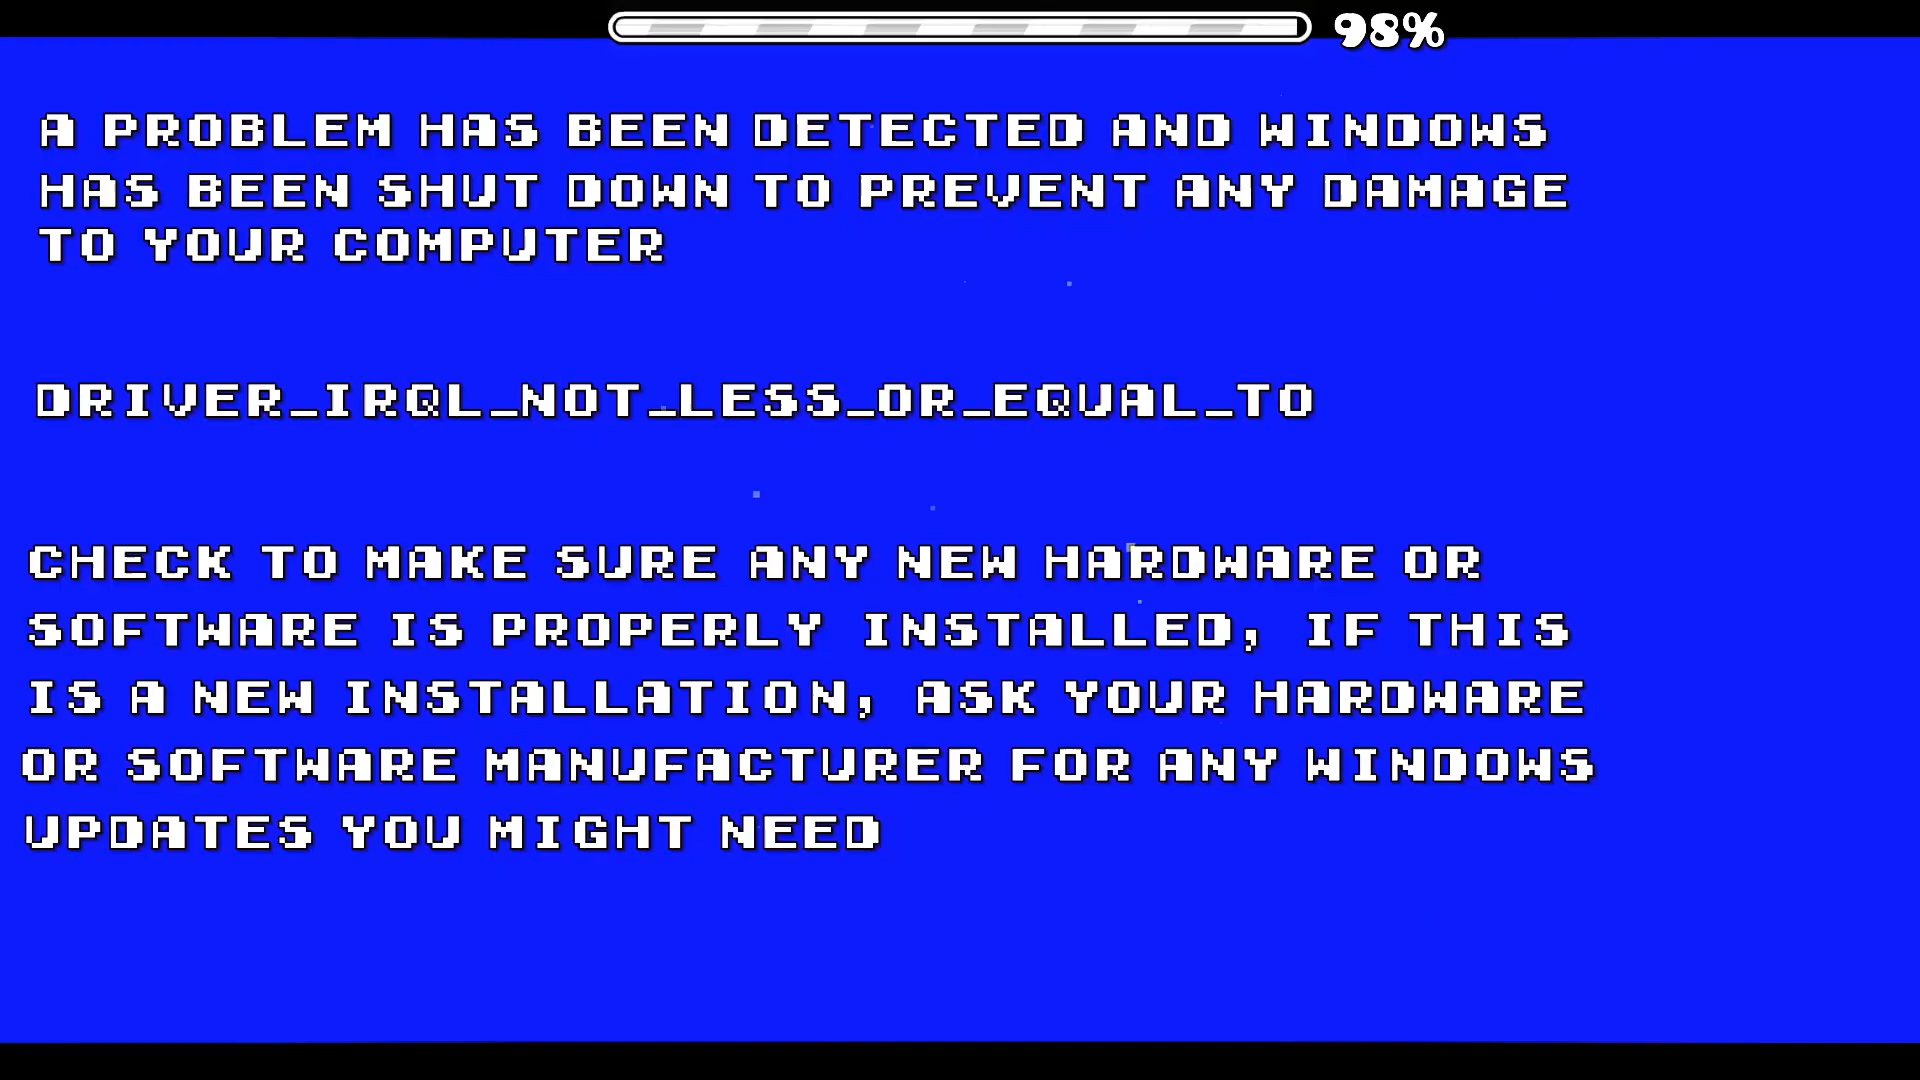 98%
A PROBLEM HAS BEEN DETECTED AND WINDOWS
HAS BEEN SHUT DOWN TO PREVENT ANY DAMAGE
TO YOUR COMPUTER
DRIVER_IRQL_NOT_LESS_OR_EQUAL_TO
CHECK TO MAKE SURE ANY NEW HARDWARE OR
SOFTWARE IS PROPERLY INSTALLED, IF THIS
IS A NEW INSTALLATION, ASK YOUR HARDWARE
OR SOFTWARE MANUFACTURER FOR ANY WINDOWS
UPDATES YOU MIGHT NEED